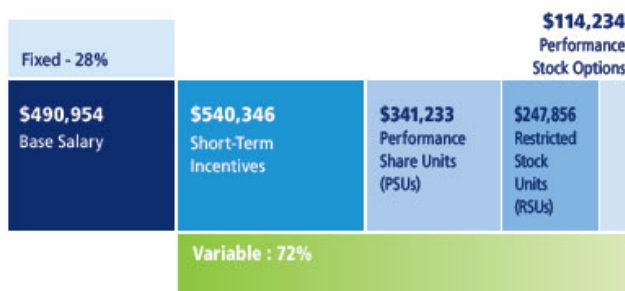 $114,234
Performance
Stock Options
Fixed - 28%
$490,954
Base Salary
$540,346
Short-Term
Incentives
$341,233
Performance
Share Units
(PSUs)
$247,856
Restricted
Stock
Units
(RSUs)
Variable : 72%